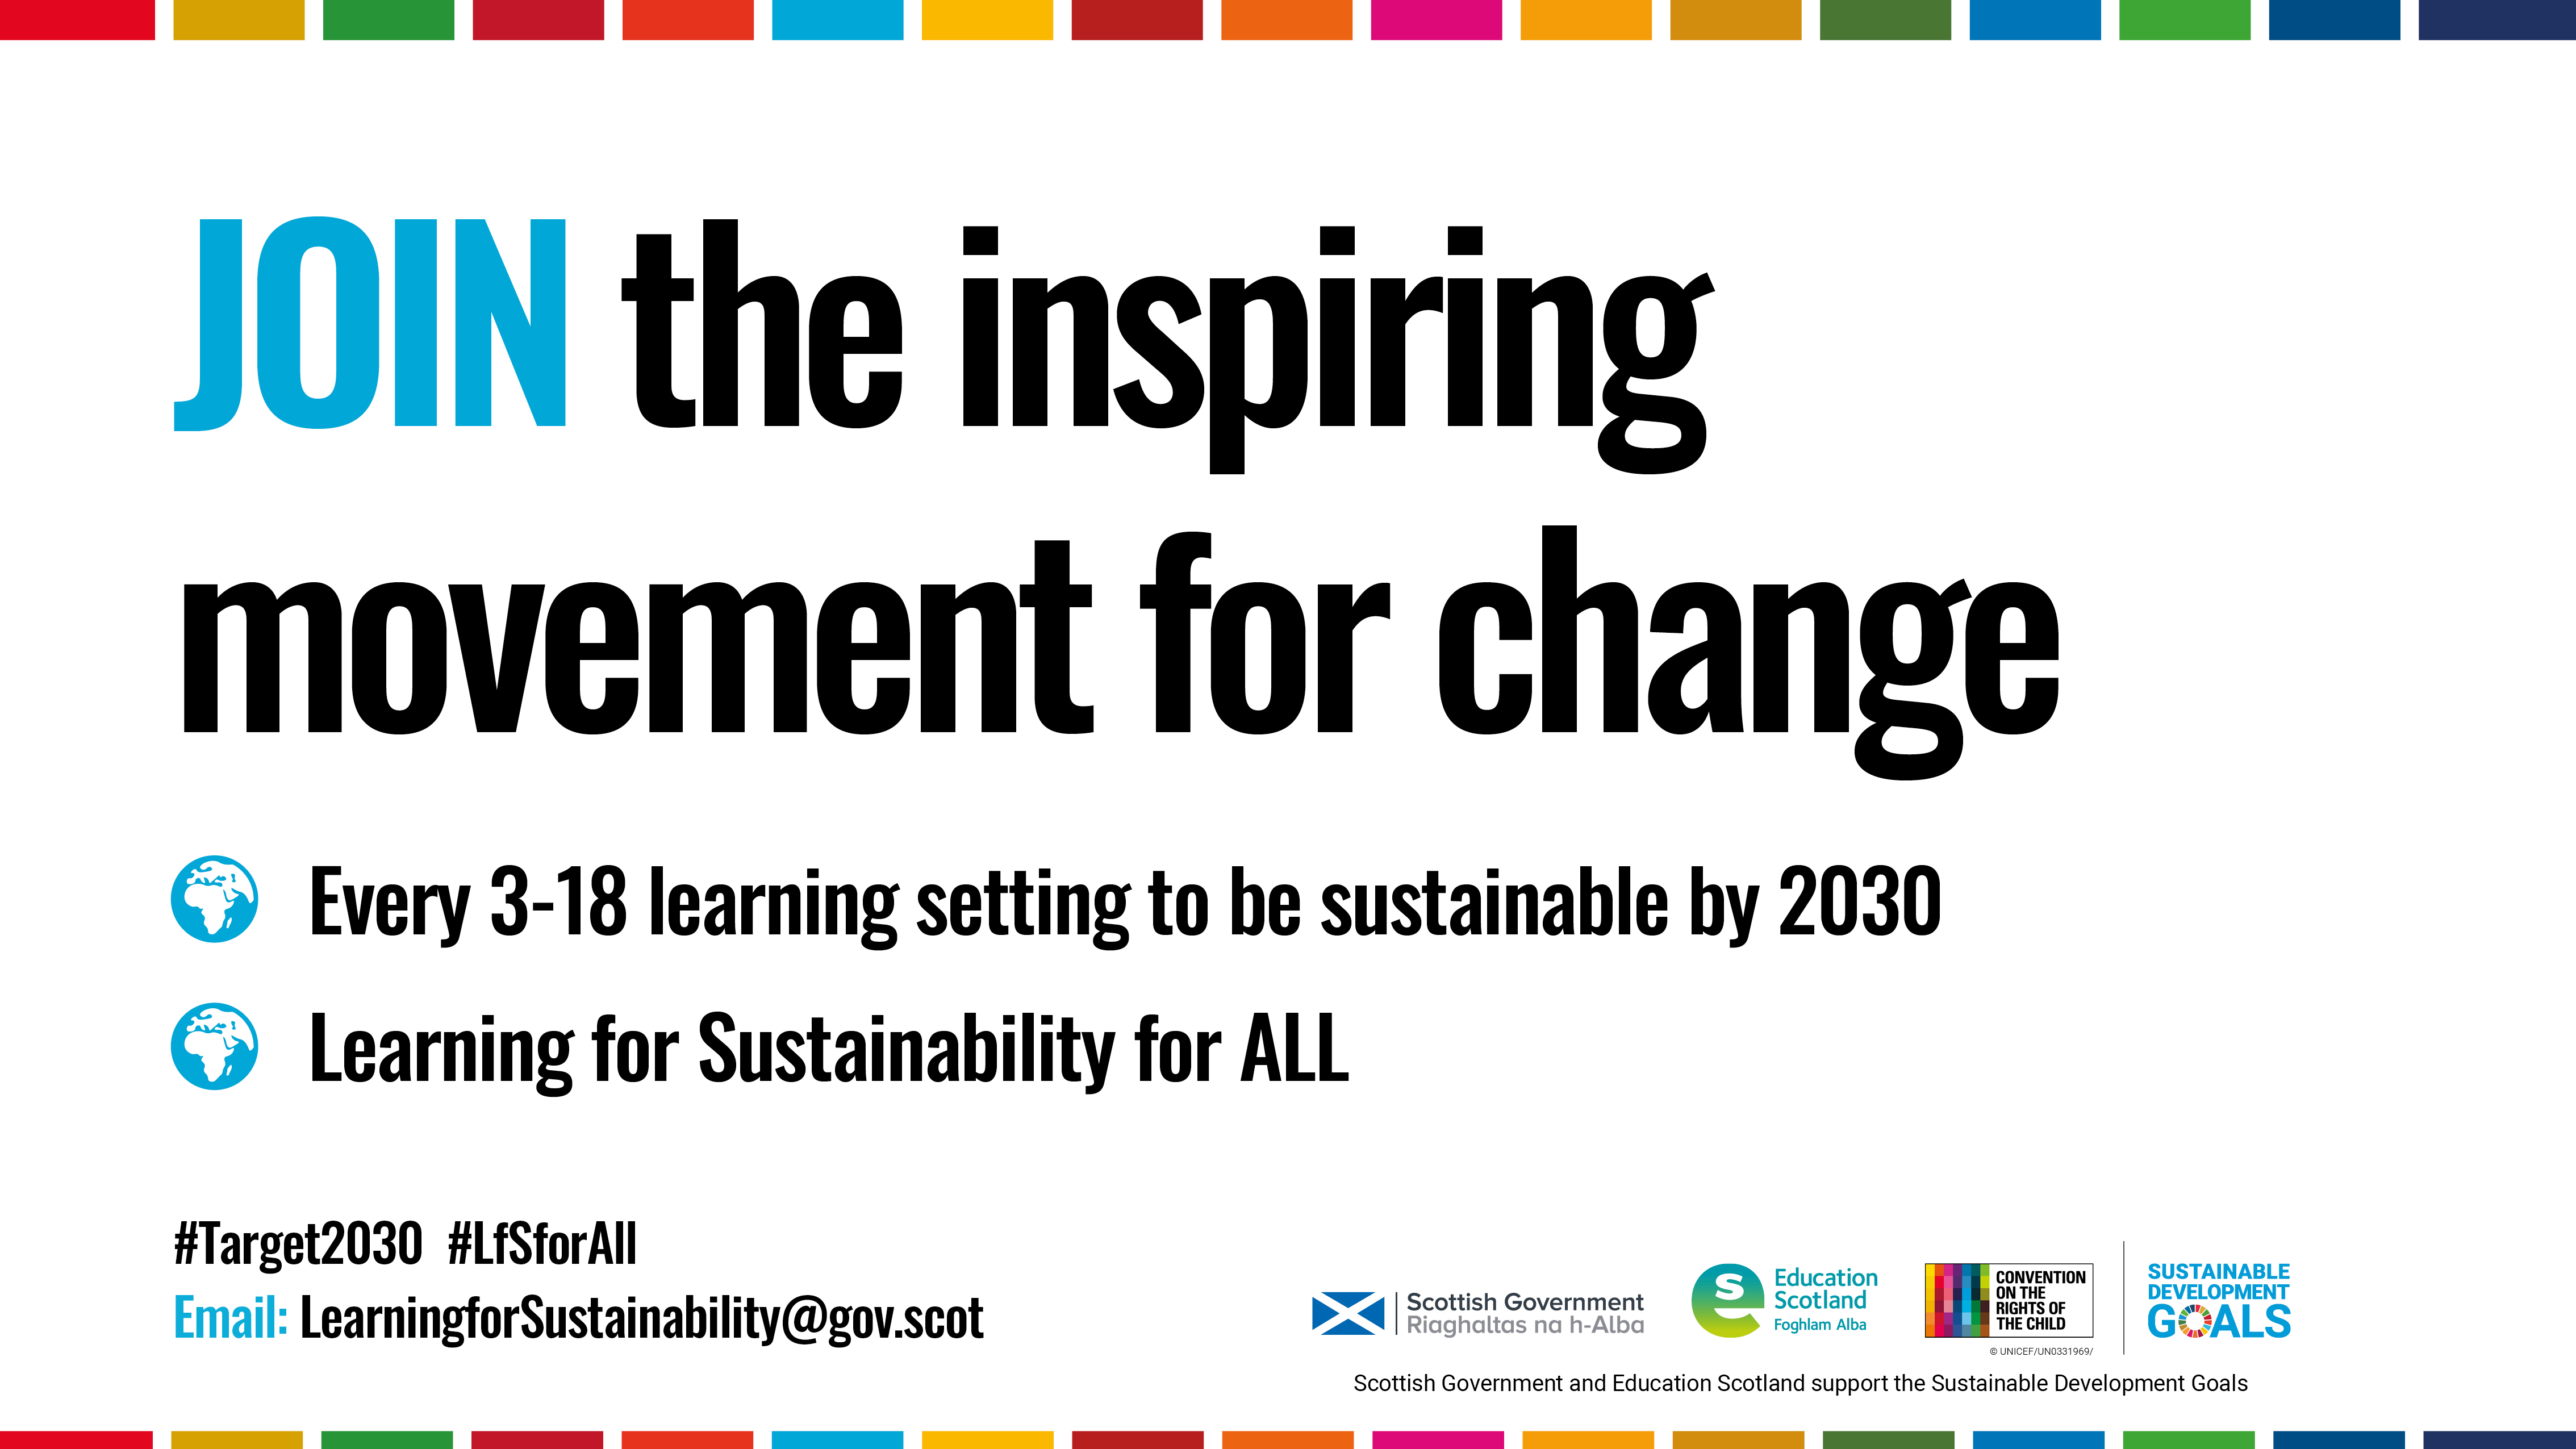 JOIN the inspiring
movement for change
Every 3-18 learning setting to be sustainable by 2030
Learning for Sustainability for ALL
#Target2030 #LfSforAll
Email: LearningforSustainability@gov.scot
Scottish Government
Riaghaltas na h-Alba
Education
Scotland
Foghlam Alba
CONVENTION
ON THE
RIGHTS OF
THE CHILD
© UNICEF/UN0331969/
SUSTAINABLE
DEVELOPMENT
GOALS
Scottish Government and Education Scotland support the Sustainable Development Goals